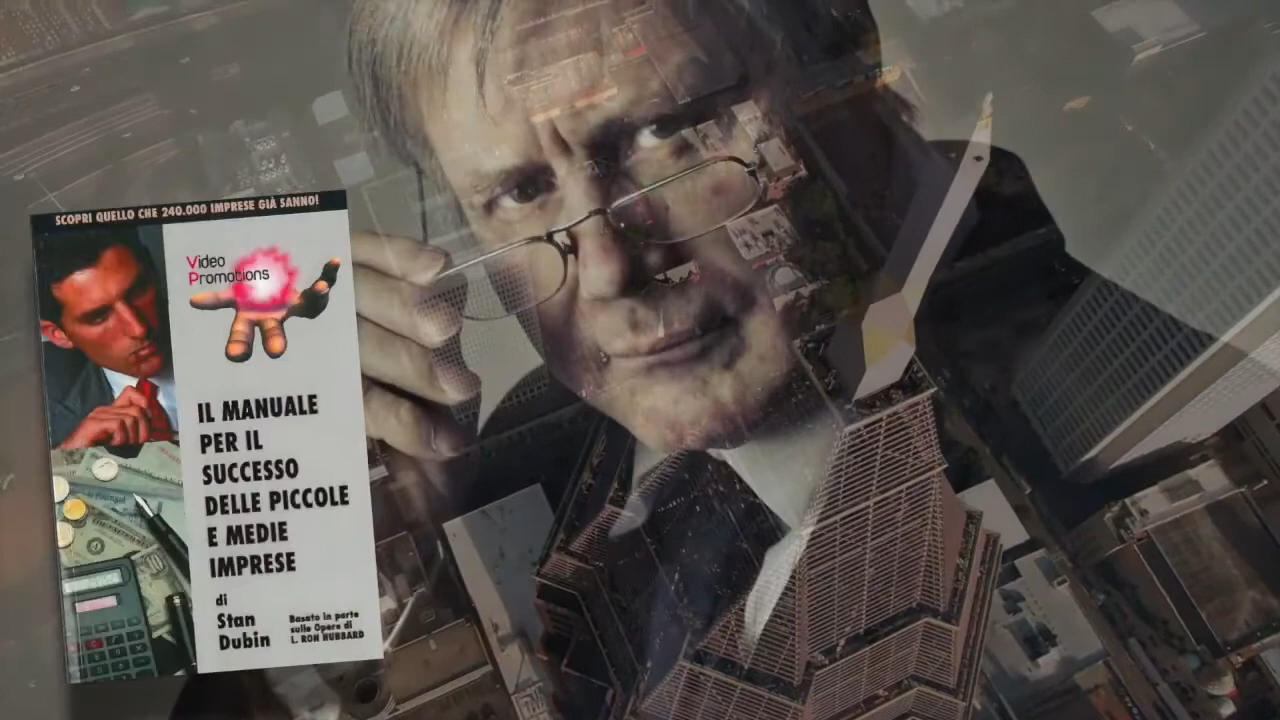 SCOPRI QUELLO CHE 240.000 IMPRESE GIÀ SANNO!
Video
Promotions
IL MANUALE
PER IL
SUCCESSO
DELLE PICCOLE
E MEDIE
IMPRESE
di
Stan
Dubin
Basato in parte
sulle Opere di
L. RON HUBBARD